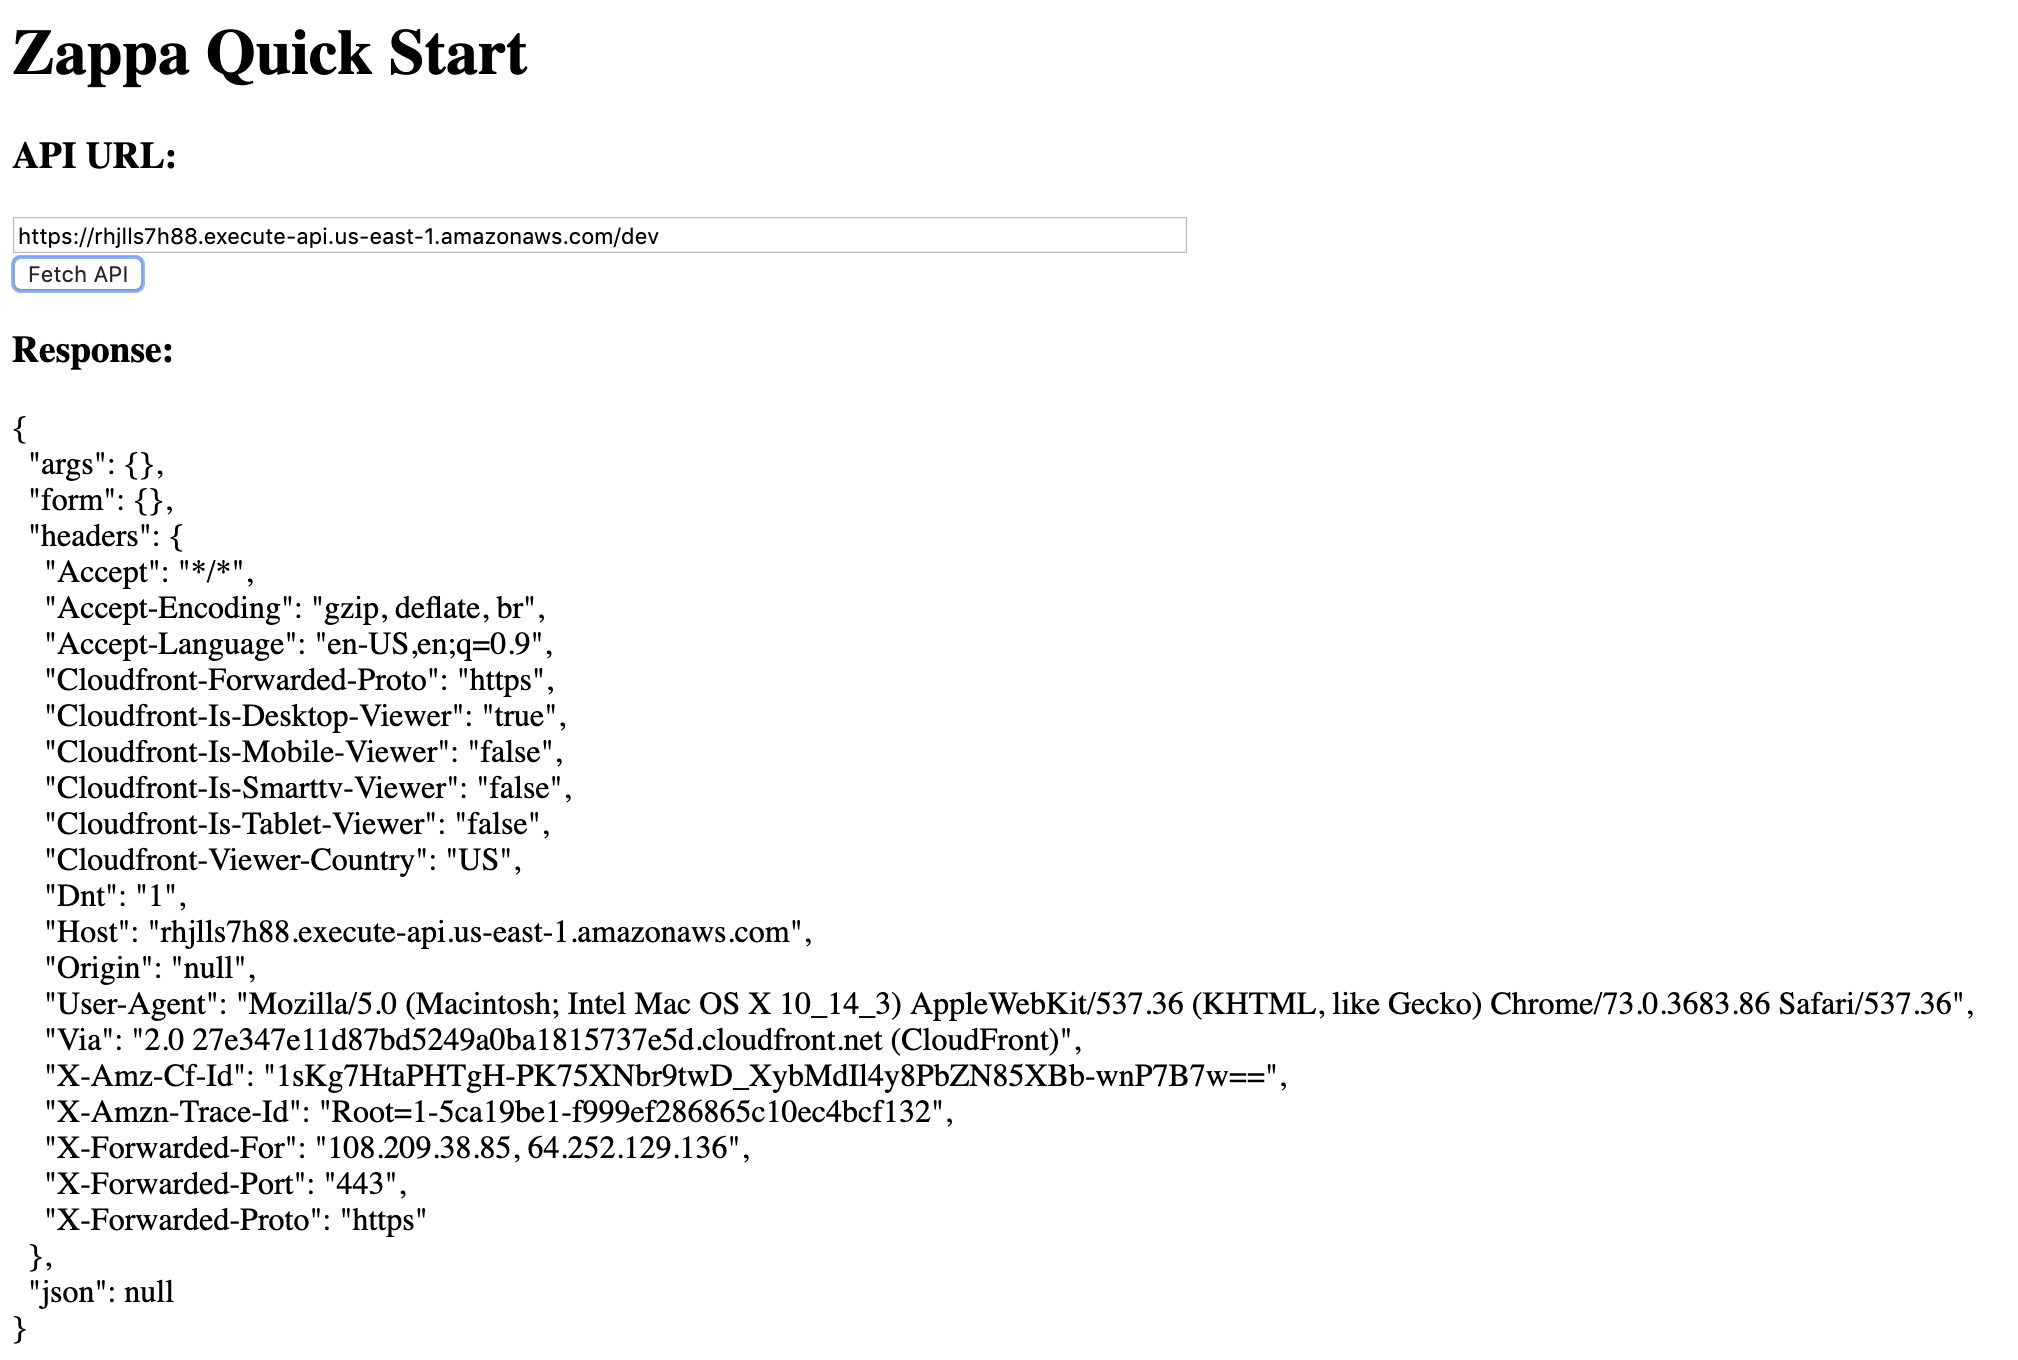 Zappa Quick Start
API URL:
https://rhjlls7h88.execute-api.us-east-1.amazonaws.com/dev
Fetch API
Response:
{
"args": {},
"form": {},
"headers": {
"Accept": "*/*",
"Accept-Encoding": "gzip, deflate, br",
"Accept-Language": "en-US,en;q=0.9",
"Cloudfront-Forwarded-Proto": "https",
"Cloudfront-Is-Desktop-Viewer": "true",
"Cloudfront-Is-Mobile-Viewer": "false",
"Cloudfront-Is-Smarttv-Viewer": "false",
"Cloudfront-Is-Tablet-Viewer": "false",
"Cloudfront-Viewer-Country": "US",
"Dnt": "1",
"Host": "rhjlls7h88.execute-api.us-east-1.amazonaws.com",
"Origin": "null",
"User-Agent": "Mozilla/5.0 (Macintosh; Intel Mac OS X 10_14_3) AppleWebKit/537.36 (KHTML, like Gecko) Chrome/73.0.3683.86 Safari/537.36",
"Via": "2.0 27e347e11d87bd5249a0ba1815737e5d.cloudfront.net (CloudFront)",
"X-Amz-Cf-Id": "1sKg7HtaPHTgH-PK75XNbr9twD_XybMdIl4y8PbZN85XBb-wnP7B7w==",
"X-Amzn-Trace-Id": "Root=1-5ca19be1-f999ef286865c10ec4bcf132",
"X-Forwarded-For": "108.209.38.85, 64.252.129.136",
"X-Forwarded-Port": "443",
"X-Forwarded-Proto": "https"
},
"json": null
}